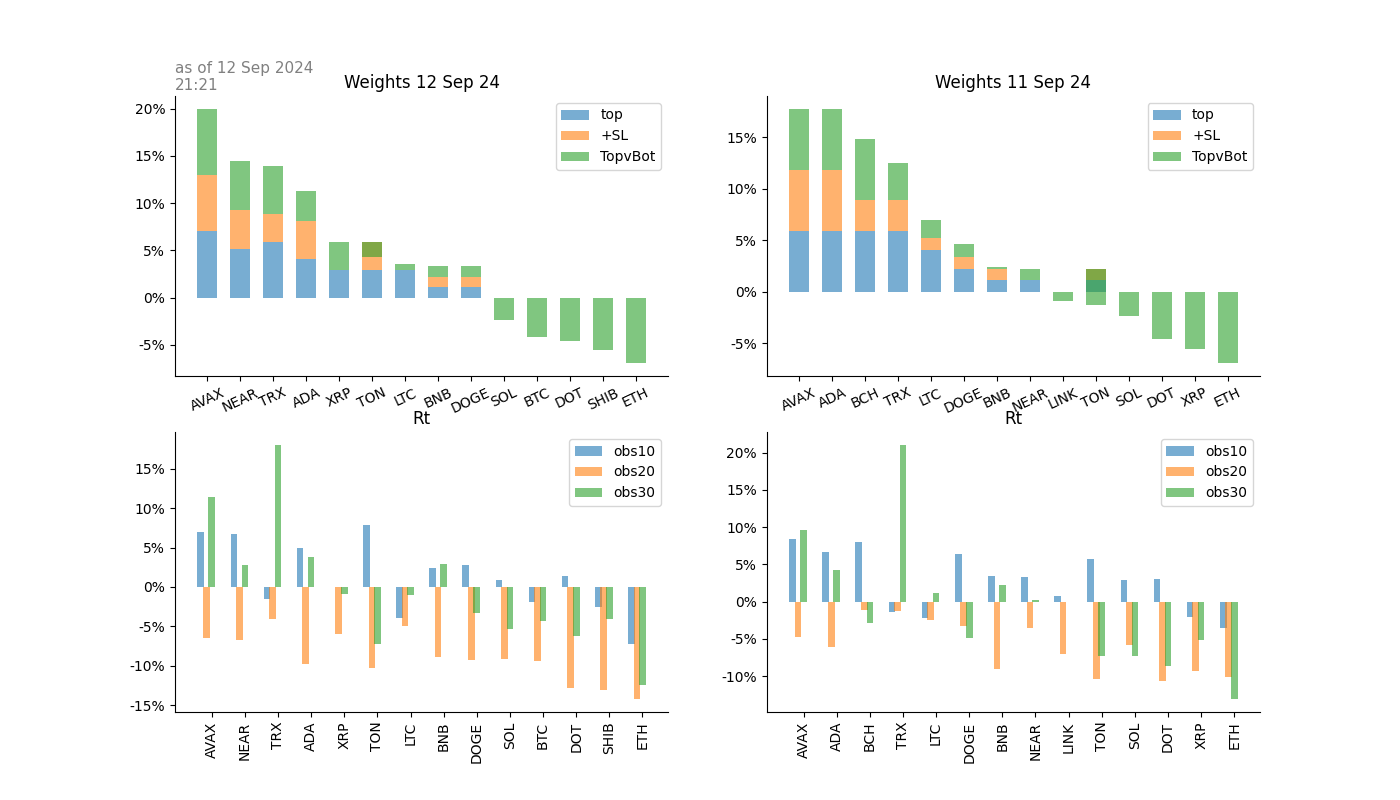 as of 12 Sep 2024
21:21
Weights 12 Sep 24
20%
15%
10%
5%
0%
-5%
top
+SL
TopvBot
AVAX NEAR TRX ADA XRP TON LTC BNB DOGE SOL BTC DOT SHIB ETH
Weights 11 Sep 24
15%
10%
5%
0%
-5%
top
+SL
TopvBot
AVAX ADA BCH TRX LTC DOGE BNB NEAR LINK TON SOL DOT XRP ETH
Rt
15%
10%
5%
0%
-5%
-10%
-15%
obs10
obs20
obs30
AVAX NEAR TRX ADA XRP TON LTC BNB DOGE SOL BTC DOT SHIB ETH
Rt
20%
15%
10%
5%
0%
-5%
-10%
obs10
obs20
obs30
AVAX ADA BCH TRX LTC DOGE BNB NEAR LINK TON SOL DOT XRP ETH